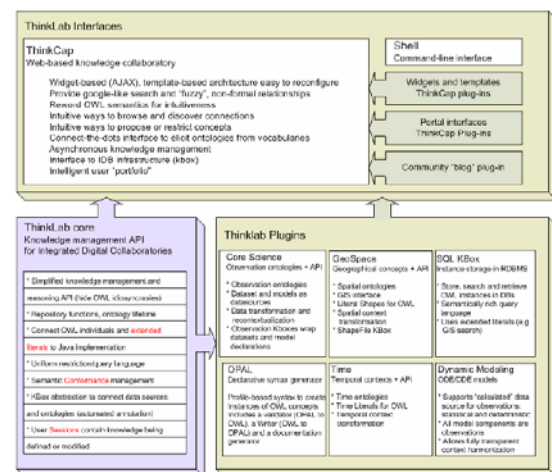 ThinkLab Interfaces
ThinkCap
Web-based knowledge collaboratory
Widget-based (AJAX), template-based architecture easy to reconfigure
Provide google-like search and "fuzzy", non-formal relationships
Reword OWL semantics for intuitiveness
Intuitive ways to browse and discover connections
Intuitive ways to propose or restrict concepts
Connect-the-dots interface to elicit ontologies from vocabularies
Asynchronous knowledge management
Interface to IDB infrastructure (kbox)
Intelligent user "portfolio"
Shell
Command-line interface
Widgets and templates
ThinkCap plug-ins
Portal interfaces
ThinkCap Plug-ins
Community "blog" plug-in
ThinkLab core
Knowledge management API
for Integrated Digital Collaboratories
* Simplified knowledge management and
reasoning API (hide OWL idiosyncrasies)
* Repository functions, ontology lifetime
* Connect OWL individuals and extended
literals to Java implementation
* Uniform restriction/query language
* Semantic Conformance management
* KBox abstraction to connect data sources
and ontologies (automated annotation)
* User Sessions contain knowledge being
defined or modified
Thinklab Plugins
Core Science
Observation ontologies + API
* Observation ontologies
* Dataset and models as
datasources
* Data transformation and
recontextualization
* Observation Kboxes wrap
datasets and model
declarations
GeoSpace
Geographical concepts + API
* Spatial ontologies
* GIS interface
* Literal Shapes for OWL
* Spatial context
transformation
* ShapeFile KBox
SQL KBox
Instance storage in RDBMS
* Store, search and retrieve
OWL instances in DBs
* Semantically rich query
language
* Uses extended literals (e.g
GIS search)
OPAL
Declarative syntax generator
Profile-based syntax to create
instances of OWL concepts
includes a validator (OPAL to
OWL), a Writer (OWL to
OPAL) and a documentation
generator
Time
Temporal contexts + API
* Time ontologies
* Time Literals for OWL
* Temporal context
transformation
Dynamic Modeling
ODE/DDE models
* Supports "calculated" data
source for observations,
statistical and deterministic
* All model components are
observations
* Allows fully transparent
context harmonization